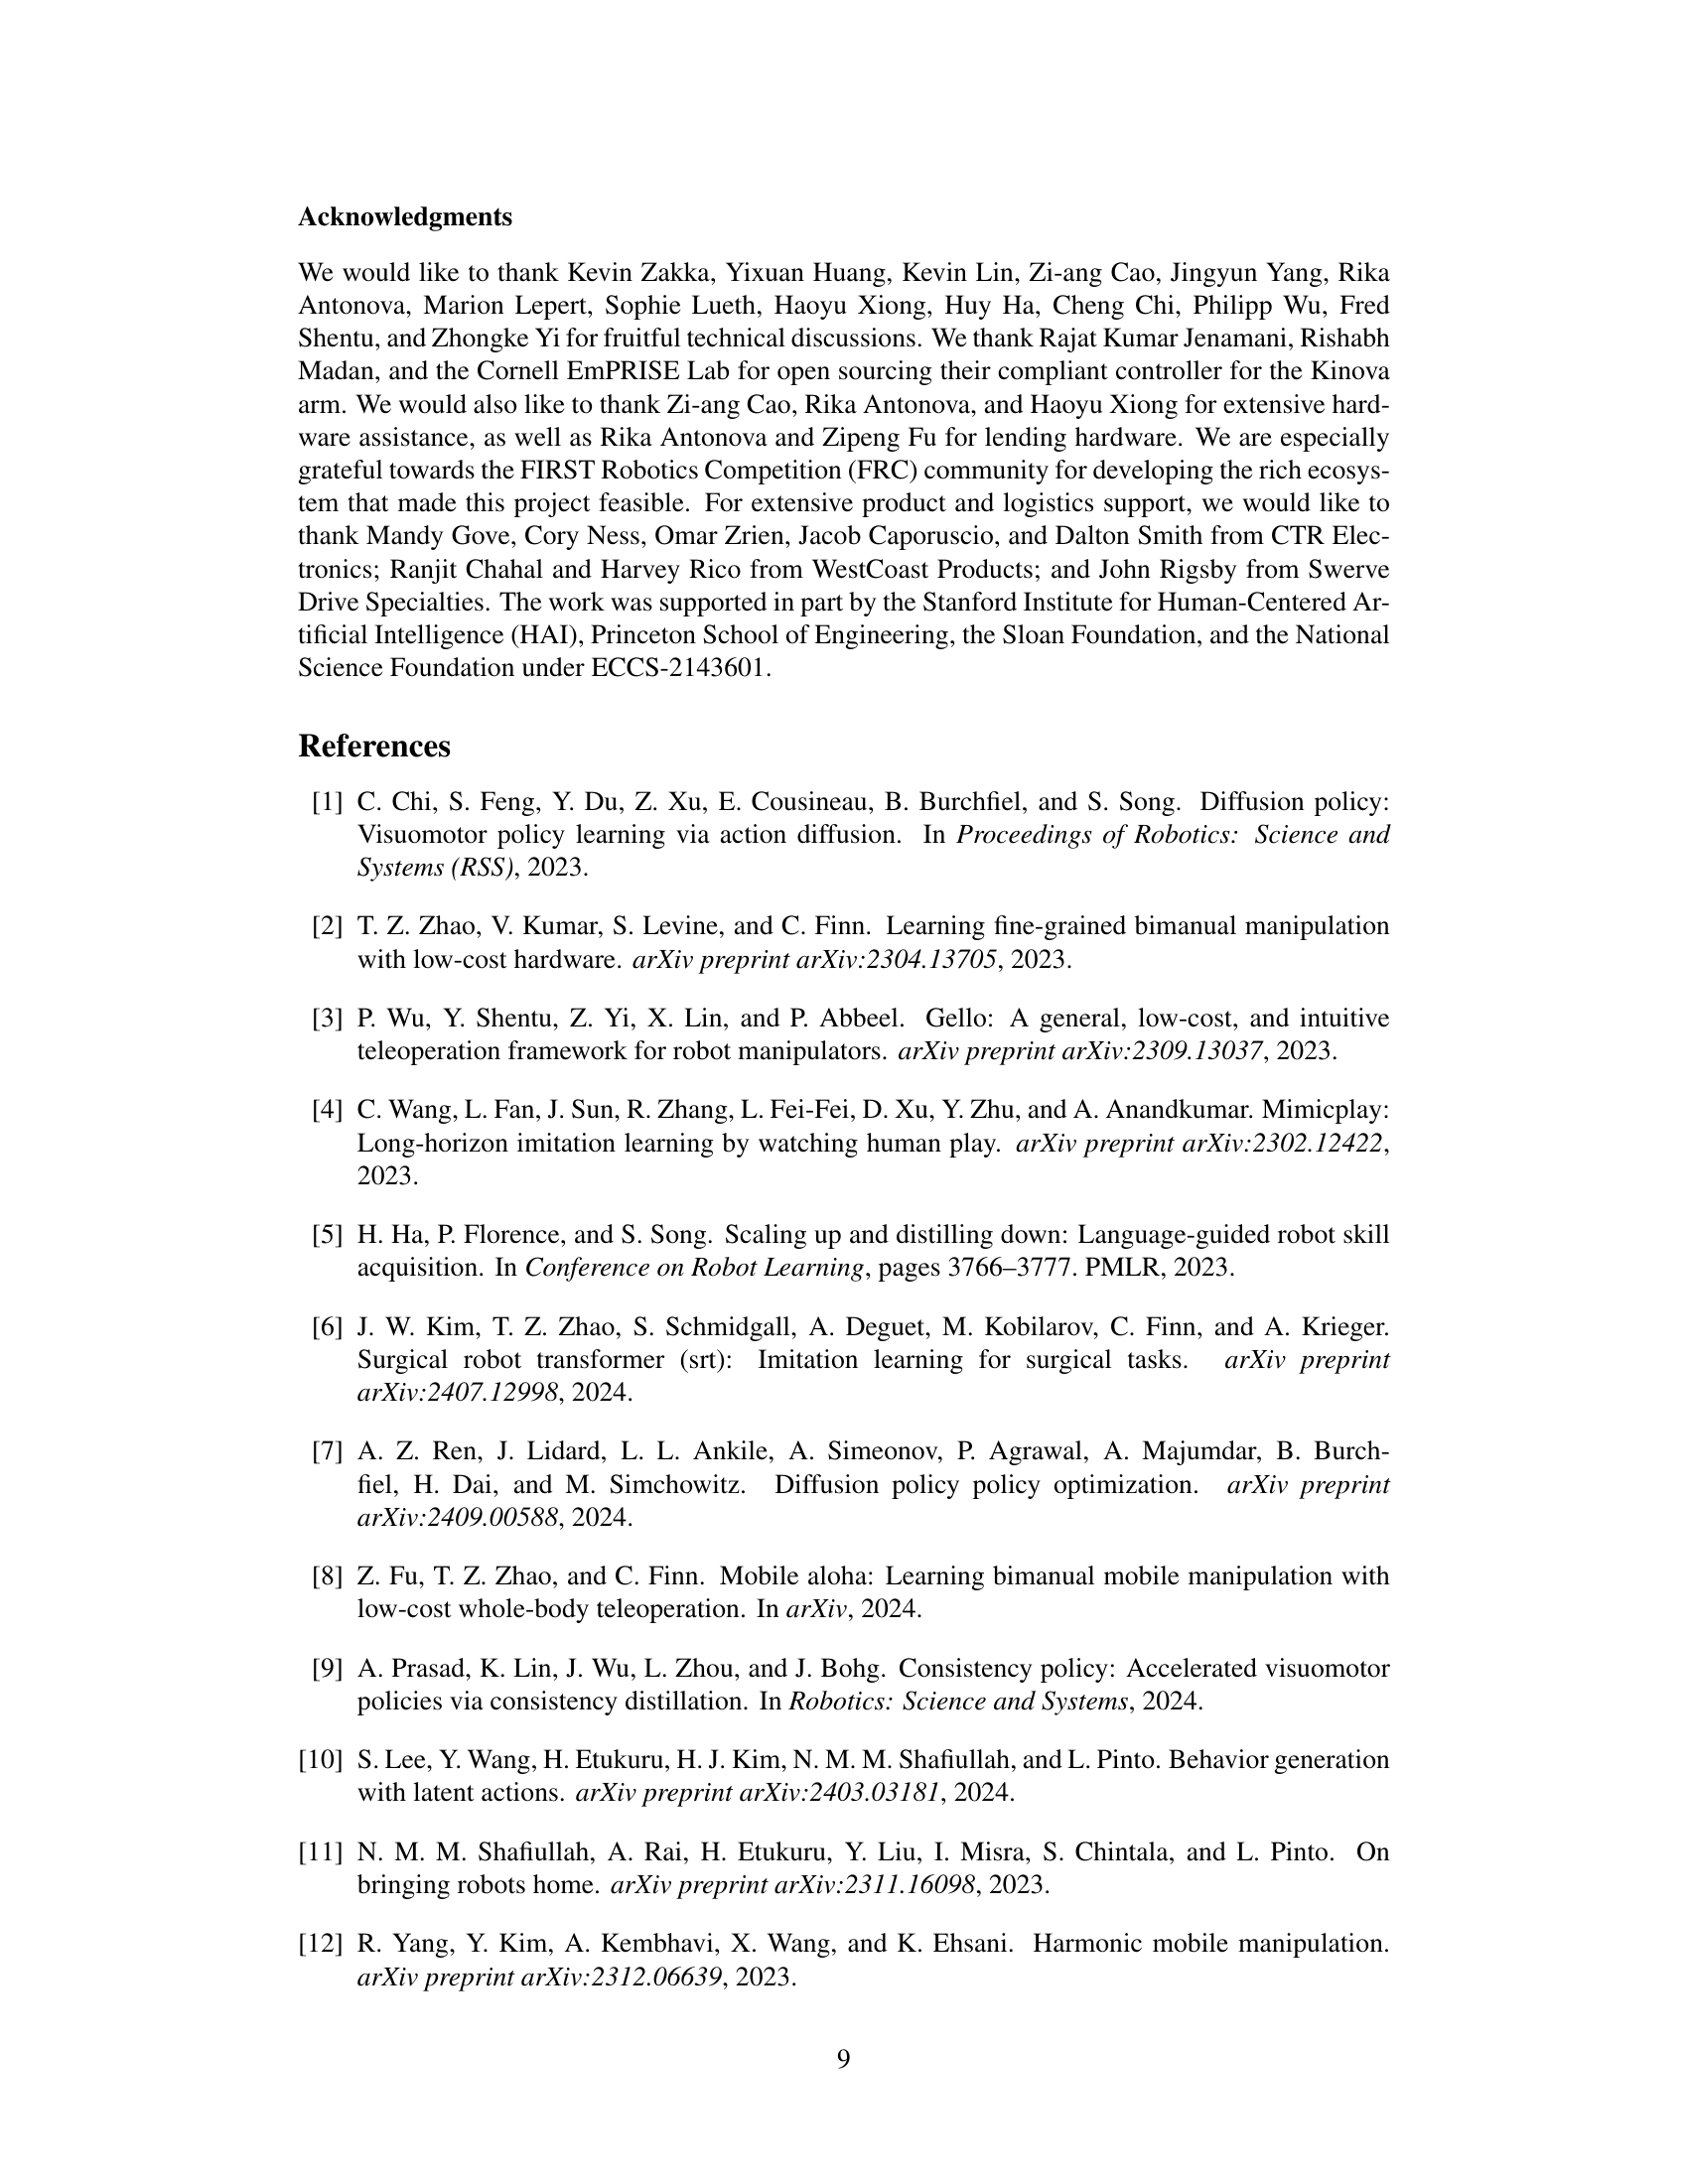 Acknowledgments
We would like to thank Kevin Zakka, Yixuan Huang, Kevin Lin, Zi-ang Cao, Jingyun Yang, Rika
Antonova, Marion Lepert, Sophie Lueth, Haoyu Xiong, Huy Ha, Cheng Chi, Philipp Wu, Fred
Shentu, and Zhongke Yi for fruitful technical discussions. We thank Rajat Kumar Jenamani, Rishabh
Madan, and the Cornell EmPRISE Lab for open sourcing their compliant controller for the Kinova
arm. We would also like to thank Zi-ang Cao, Rika Antonova, and Haoyu Xiong for extensive hard-
ware assistance, as well as Rika Antonova and Zipeng Fu for lending hardware. We are especially
grateful towards the FIRST Robotics Competition (FRC) community for developing the rich ecosys-
tem that made this project feasible. For extensive product and logistics support, we would like to
thank Mandy Gove, Cory Ness, Omar Zrien, Jacob Caporuscio, and Dalton Smith from CTR Elec-
tronics; Ranjit Chahal and Harvey Rico from WestCoast Products; and John Rigsby from Swerve
Drive Specialties. The work was supported in part by the Stanford Institute for Human-Centered Ar-
tificial Intelligence (HAI), Princeton School of Engineering, the Sloan Foundation, and the National
Science Foundation under ECCS-2143601.
References
[1] C. Chi, S. Feng, Y. Du, Z. Xu, E. Cousineau, B. Burchfiel, and S. Song. Diffusion policy:
Visuomotor policy learning via action diffusion. In Proceedings of Robotics: Science and
Systems (RSS), 2023.
[2] T. Z. Zhao, V. Kumar, S. Levine, and C. Finn. Learning fine-grained bimanual manipulation
with low-cost hardware. arXiv preprint arXiv:2304.13705, 2023.
[3] P. Wu, Y. Shentu, Z. Yi, X. Lin, and P. Abbeel. Gello: A general, low-cost, and intuitive
teleoperation framework for robot manipulators. arXiv preprint arXiv:2309.13037, 2023.
[4] C. Wang, L. Fan, J. Sun, R. Zhang, L. Fei-Fei, D. Xu, Y. Zhu, and A. Anandkumar. Mimicplay:
Long-horizon imitation learning by watching human play. arXiv preprint arXiv:2302.12422,
2023.
[5] H. Ha, P. Florence, and S. Song. Scaling up and distilling down: Language-guided robot skill
acquisition. In Conference on Robot Learning, pages 3766–3777. PMLR, 2023.
[6] J. W. Kim, T. Z. Zhao, S. Schmidgall, A. Deguet, M. Kobilarov, C. Finn, and A. Krieger.
Surgical robot transformer (srt): Imitation learning for surgical tasks. arXiv preprint
arXiv:2407.12998, 2024.
[7] A. Z. Ren, J. Lidard, L. L. Ankile, A. Simeonov, P. Agrawal, A. Majumdar, B. Burch-
fiel, H. Dai, and M. Simchowitz. Diffusion policy policy optimization. arXiv preprint
arXiv:2409.00588, 2024.
[8] Z. Fu, T. Z. Zhao, and C. Finn. Mobile aloha: Learning bimanual mobile manipulation with
low-cost whole-body teleoperation. In arXiv, 2024.
[9] A. Prasad, K. Lin, J. Wu, L. Zhou, and J. Bohg. Consistency policy: Accelerated visuomotor
policies via consistency distillation. In Robotics: Science and Systems, 2024.
[10] S. Lee, Y. Wang, H. Etukuru, H. J. Kim, N. M. M. Shafiullah, and L. Pinto. Behavior generation
with latent actions. arXiv preprint arXiv:2403.03181, 2024.
[11] N. M. M. Shafiullah, A. Rai, H. Etukuru, Y. Liu, I. Misra, S. Chintala, and L. Pinto. On
bringing robots home. arXiv preprint arXiv:2311.16098, 2023.
[12] R. Yang, Y. Kim, A. Kembhavi, X. Wang, and K. Ehsani. Harmonic mobile manipulation.
arXiv preprint arXiv:2312.06639, 2023.
9